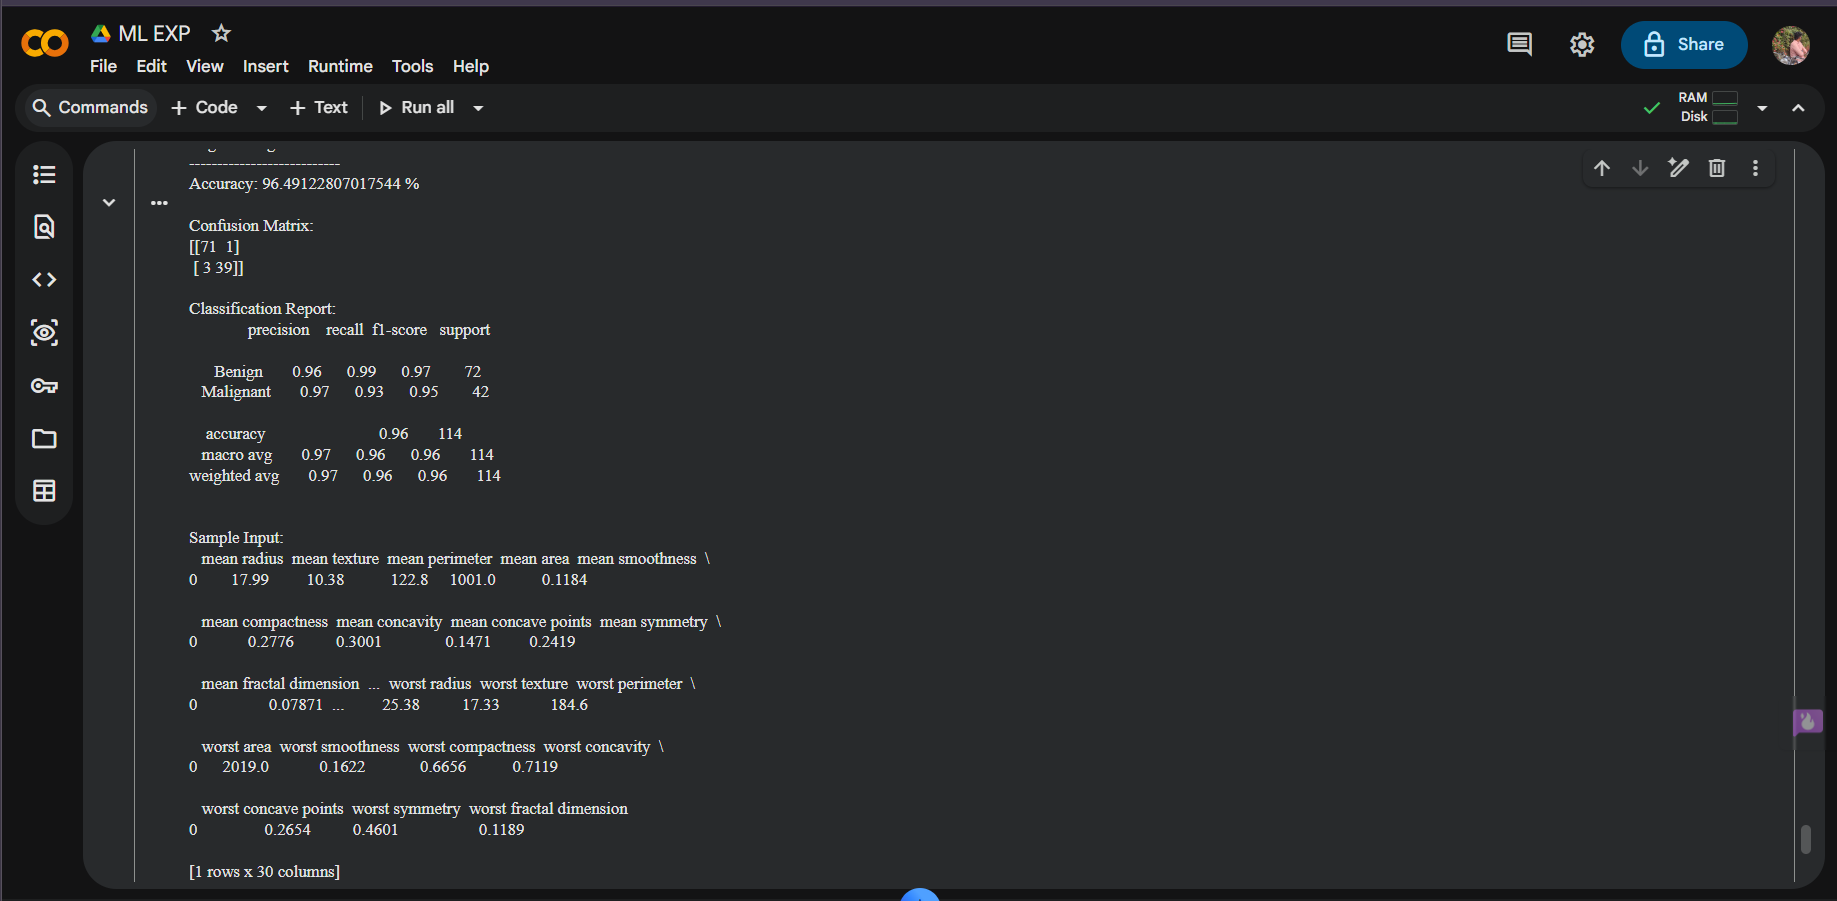 ML EXP
File Edit View Insert Runtime Tools Help
Share
Commands + Code + Text Run all
RAM
Disk
---------------------------
Accuracy: 96.49122807017544 %
Confusion Matrix:
[[71  1]
[ 3 39]]
Classification Report:
precision recall f1-score support
Benign 0.96 0.99 0.97 72
Malignant 0.97 0.93 0.95 42
accuracy 0.96 114
macro avg 0.97 0.96 0.96 114
weighted avg 0.97 0.96 0.96 114
Sample Input:
mean radius mean texture mean perimeter mean area mean smoothness \
0 17.99 10.38 122.8 1001.0 0.1184
mean compactness mean concavity mean concave points mean symmetry \
0 0.2776 0.3001 0.1471 0.2419
mean fractal dimension ... worst radius worst texture worst perimeter \
0 0.07871 ... 25.38 17.33 184.6
worst area worst smoothness worst compactness worst concavity \
0 2019.0 0.1622 0.6656 0.7119
worst concave points worst symmetry worst fractal dimension
0 0.2654 0.4601 0.1189
[1 rows x 30 columns]